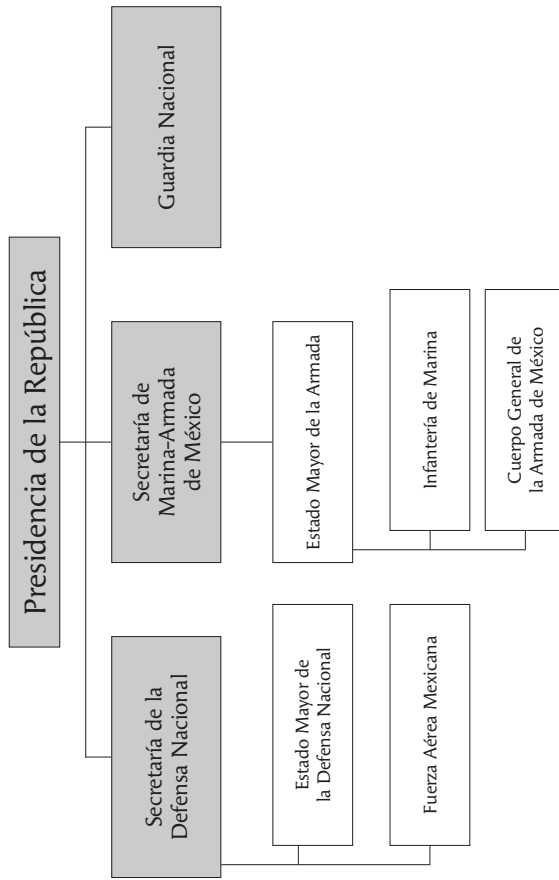 Presidencia de la República
Secretaría de la
Defensa Nacional
Secretaría de
Marina-Armada
de México
Guardia Nacional
Estado Mayor de
la Defensa Nacional
Fuerza Aérea Mexicana
Estado Mayor de la Armada
Infantería de Marina
Cuerpo General de
la Armada de México